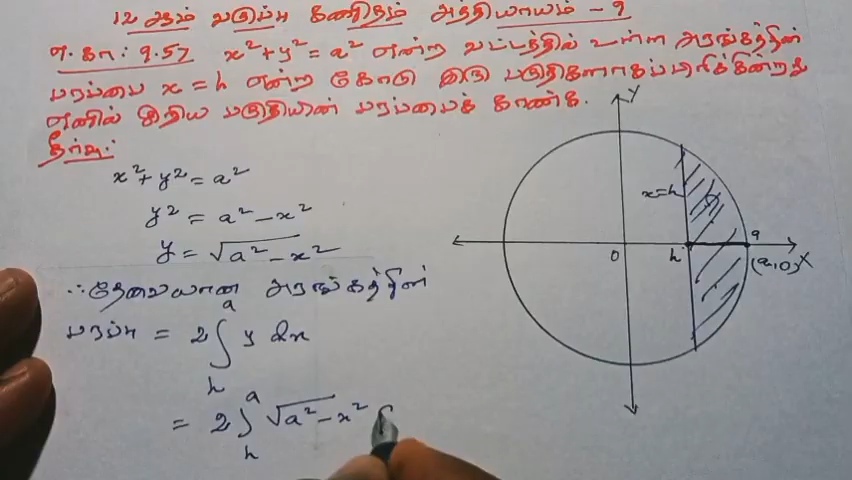 12 ஆம் வகுப்பு கணிதம் அத்தியாயம் - 9
எ.கா: 9.57 x² + y² = a² என்ற வட்டத்தில் உள்ள அரங்கத்தின்
பரப்பை x = h என்ற கோடு இரு பகுதிகளாகப்பிரிக்கின்றது
எனில் இறிய பகுதியின் பரப்பைக் காண்க.
தீர்வு:
x² + y² = a²
y² = a² - x²
y = √a² - x²
∴ தேவையான அரங்கத்தின்
பரப்பு = 2 ∫ₕᵃ y dx
= 2 ∫ₕᵃ √a² - x²
Y
x = h
O
h
a
(a,0)
X